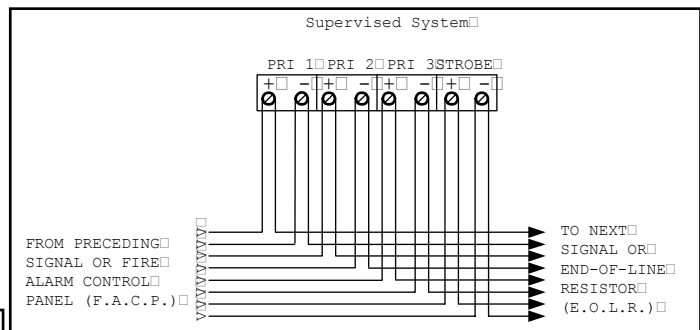 Supervised System
PRI 1 PRI 2 PRI 3 STROBE
+ − + − + − + −
FROM PRECEDING
SIGNAL OR FIRE
ALARM CONTROL
PANEL (F.A.C.P.)
TO NEXT
SIGNAL OR
END-OF-LINE
RESISTOR
(E.O.L.R.)